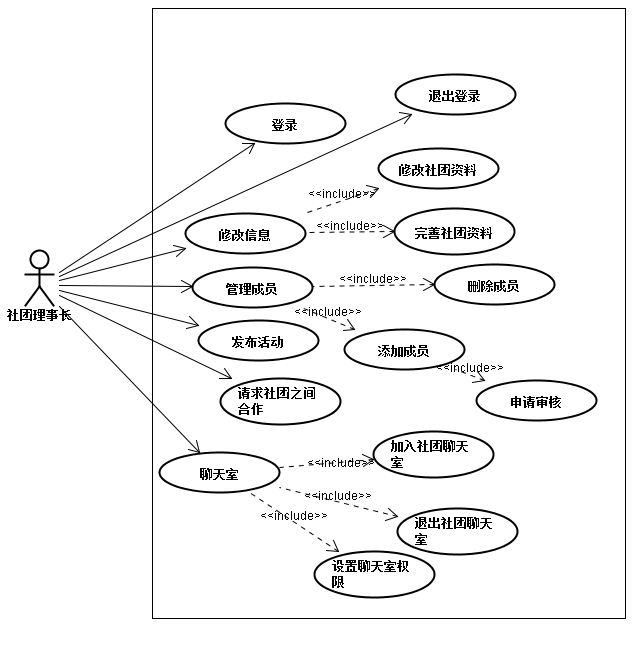 退出登录
登录
修改社团资料
<<include>>
修改信息
<<include>>
完善社团资料
社团理事长
管理成员
<<include>>
删除成员
<<include>>
发布活动
添加成员
<<include>>
申请审核
请求社团之间
合作
加入社团聊天
室
聊天室
<<include>>
<<include>>
<<include>>
退出社团聊天
室
设置聊天室权
限